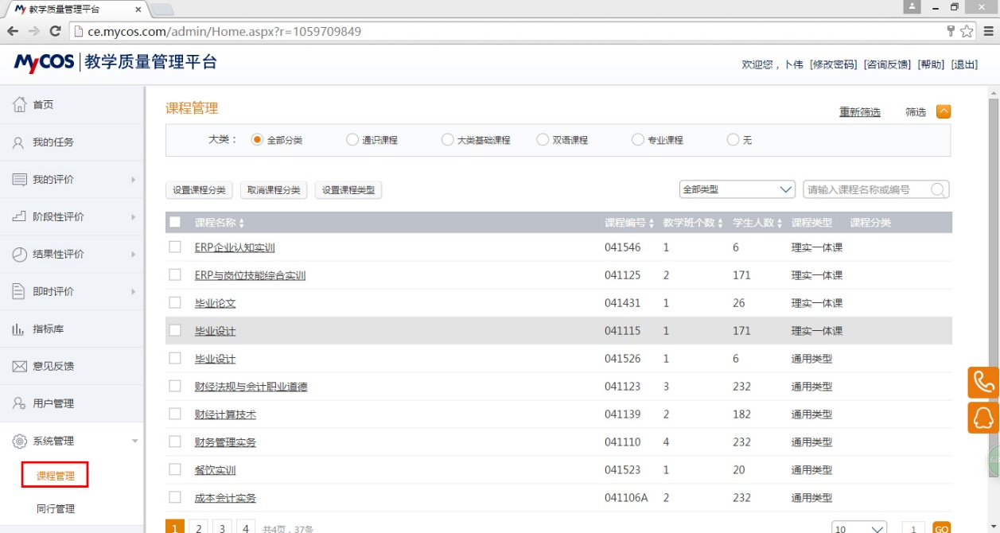 教学质量管理平台
ce.mycos.com/admin/Home.aspx?r=1059709849
MyCOS 教学质量管理平台
欢迎您，卜伟 [修改密码] [咨询反馈] [帮助] [退出]
首页
我的任务
我的评价
阶段性评价
结果性评价
即时评价
指标库
意见反馈
用户管理
系统管理
课程管理
同行管理
课程管理
重新筛选 筛选
大类： 全部分类 通识课程 大类基础课程 双语课程 专业课程 无
设置课程分类 取消课程分类 设置课程类型 全部类型 请输入课程名称或编号
课程名称 课程编号 教学班个数 学生人数 课程类型 课程分类
ERP企业认知实训 041546 1 6 理实一体课
ERP与岗位技能综合实训 041125 2 171 理实一体课
毕业论文 041431 1 26 理实一体课
毕业设计 041115 1 171 理实一体课
毕业设计 041526 1 6 通用类型
财经法规与会计职业道德 041123 3 232 通用类型
财经计算技术 041139 2 182 通用类型
财务管理实务 041110 4 232 通用类型
餐饮实训 041523 1 20 通用类型
成本会计实务 041106A 2 232 通用类型
1 2 3 4 共4页，37条 10 1 GO
68